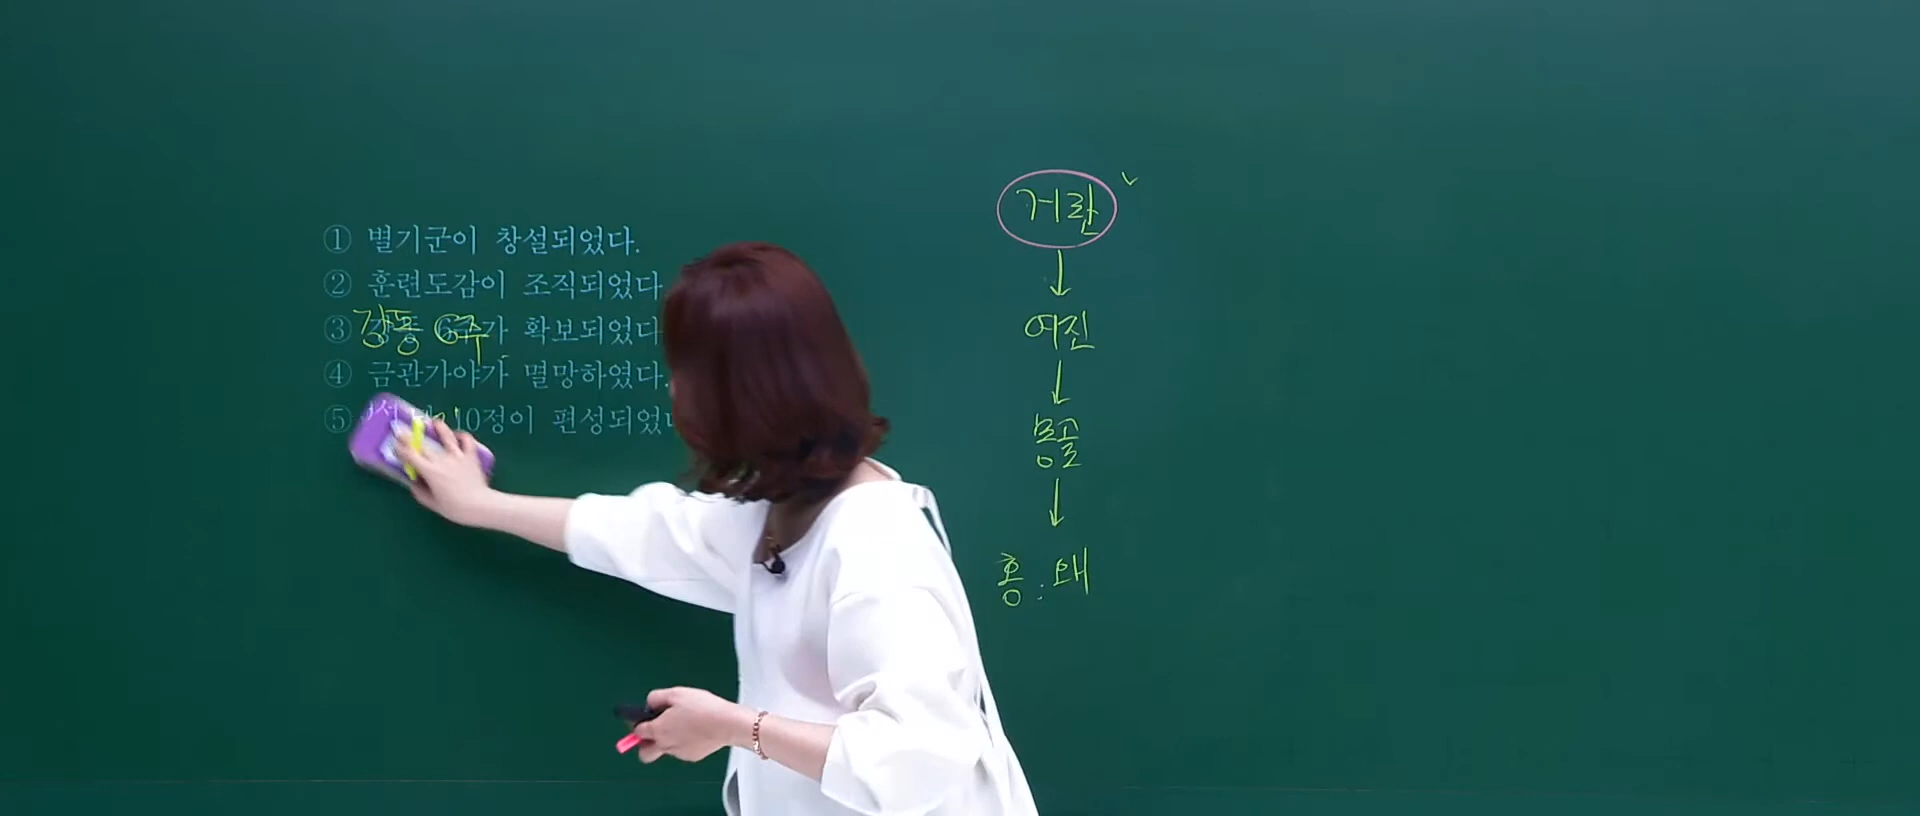 ① 별기군이 창설되었다.
② 훈련도감이 조직되었다
③ 강동 6주가 확보되었다
④ 금관가야가 멸망하였다.
⑤ 10정이 편성되었
거란
↓
여진
↓
몽골
↓
홍 : 왜